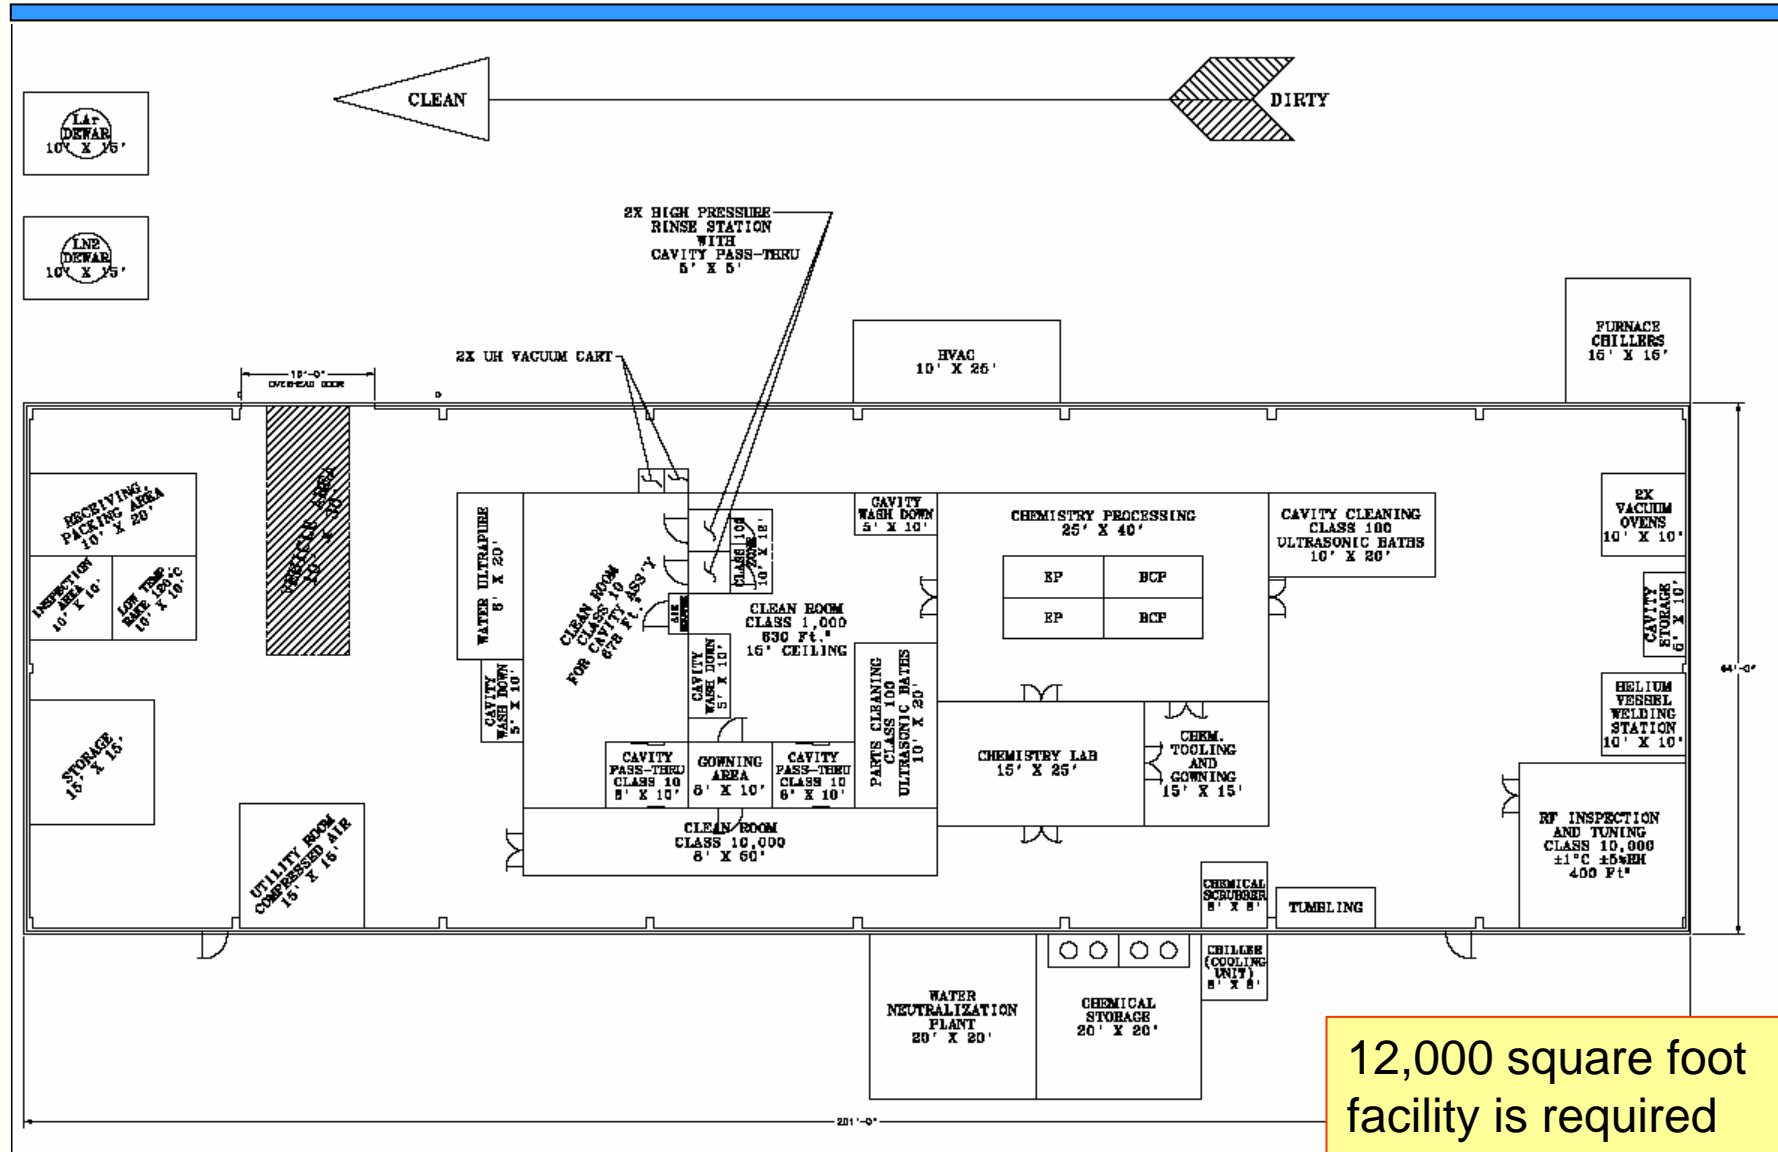 CLEAN
DIRTY
LAr
DEWAR
10' X 15'
LN2
DEWAR
10' X 15'
2X HIGH PRESSURE
RINSE STATION
WITH
CAVITY PASS-THRU
5' X 5'
2X UH VACUUM CART
HVAC
10' X 25'
FURNACE
CHILLERS
15' X 15'
OVERHEAD DOOR
RECEIVING,
PACKING AREA
10' X 20'
INSPECTION
AREA
10' X 10'
LOW TEMP
BAKE 120°C
10' X 10'
VEHICLE AREA
STORAGE
15' X 15'
UTILITY ROOM
COMPRESSED AIR
15' X 15'
WATER ULTRAPURE
8' X 20'
CAVITY
WASH DOWN
5' X 10'
CLEAN ROOM
CLASS 10
FOR CAVITY ASS'Y
678 Ft.²
CLASS 100
ZONE
AIR
CLEAN ROOM
CLASS 1,000
630 Ft.²
15' CEILING
CAVITY
WASH DOWN
5' X 10'
CAVITY
WASH DOWN
5' X 10'
CAVITY
PASS-THRU
CLASS 10
8' X 10'
GOWNING
AREA
8' X 10'
CAVITY
PASS-THRU
CLASS 10
8' X 10'
PARTS CLEANING
CLASS 100
ULTRASONIC BATHS
10' X 20'
CLEAN ROOM
CLASS 10,000
8' X 50'
CHEMISTRY PROCESSING
25' X 40'
EP
BCP
EP
BCP
CAVITY CLEANING
CLASS 100
ULTRASONIC BATHS
10' X 20'
CHEMISTRY LAB
15' X 25'
CHEM.
TOOLING
AND
GOWNING
15' X 15'
2X
VACUUM
OVENS
10' X 10'
CAVITY
STORAGE
5' X 10'
HELIUM
VESSEL
WELDING
STATION
10' X 10'
64'-0"
RF INSPECTION
AND TUNING
CLASS 10,000
±1°C ±5%RH
400 Ft²
CHEMICAL
SCRUBBER
8' X 8'
TUMBLING
CHILLER
(COOLING
UNIT)
8' X 8'
WATER
NEUTRALIZATION
PLANT
20' X 20'
CHEMICAL
STORAGE
20' X 20'
201'-0"
12,000 square foot
facility is required